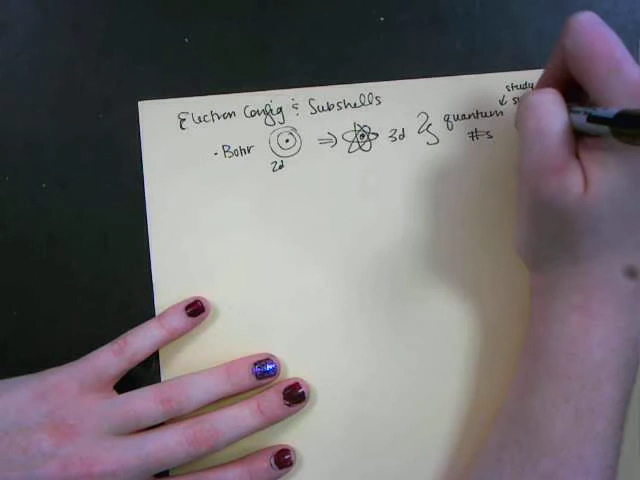 Electron Config & Subshells
study
• Bohr ⇒ 3d quantum
2d #s